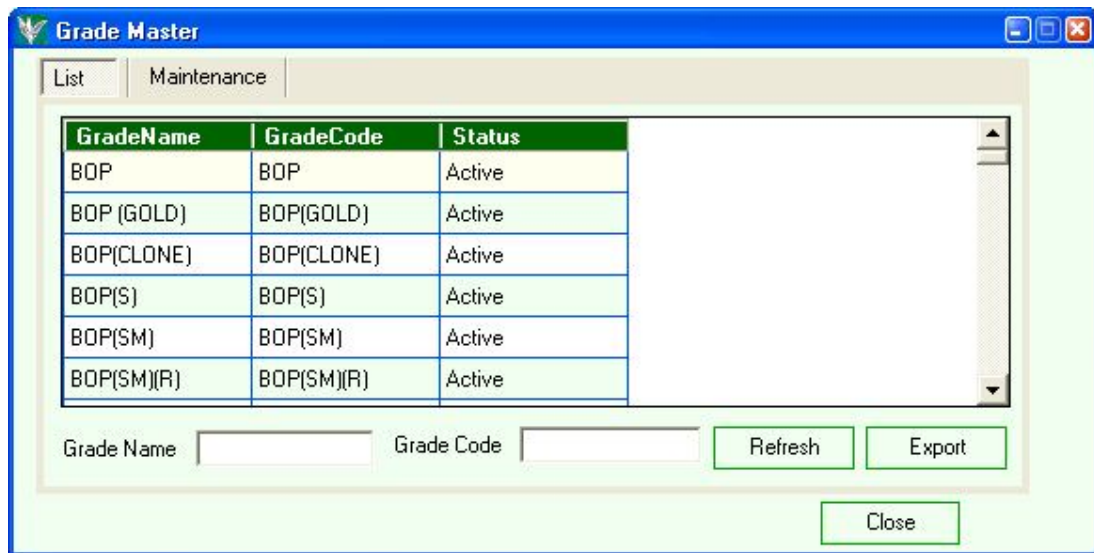 Grade Master
List Maintenance
GradeName GradeCode Status
BOP BOP Active
BOP (GOLD) BOP(GOLD) Active
BOP(CLONE) BOP(CLONE) Active
BOP(S) BOP(S) Active
BOP(SM) BOP(SM) Active
BOP(SM)(R) BOP(SM)(R) Active
Grade Name Grade Code Refresh Export
Close